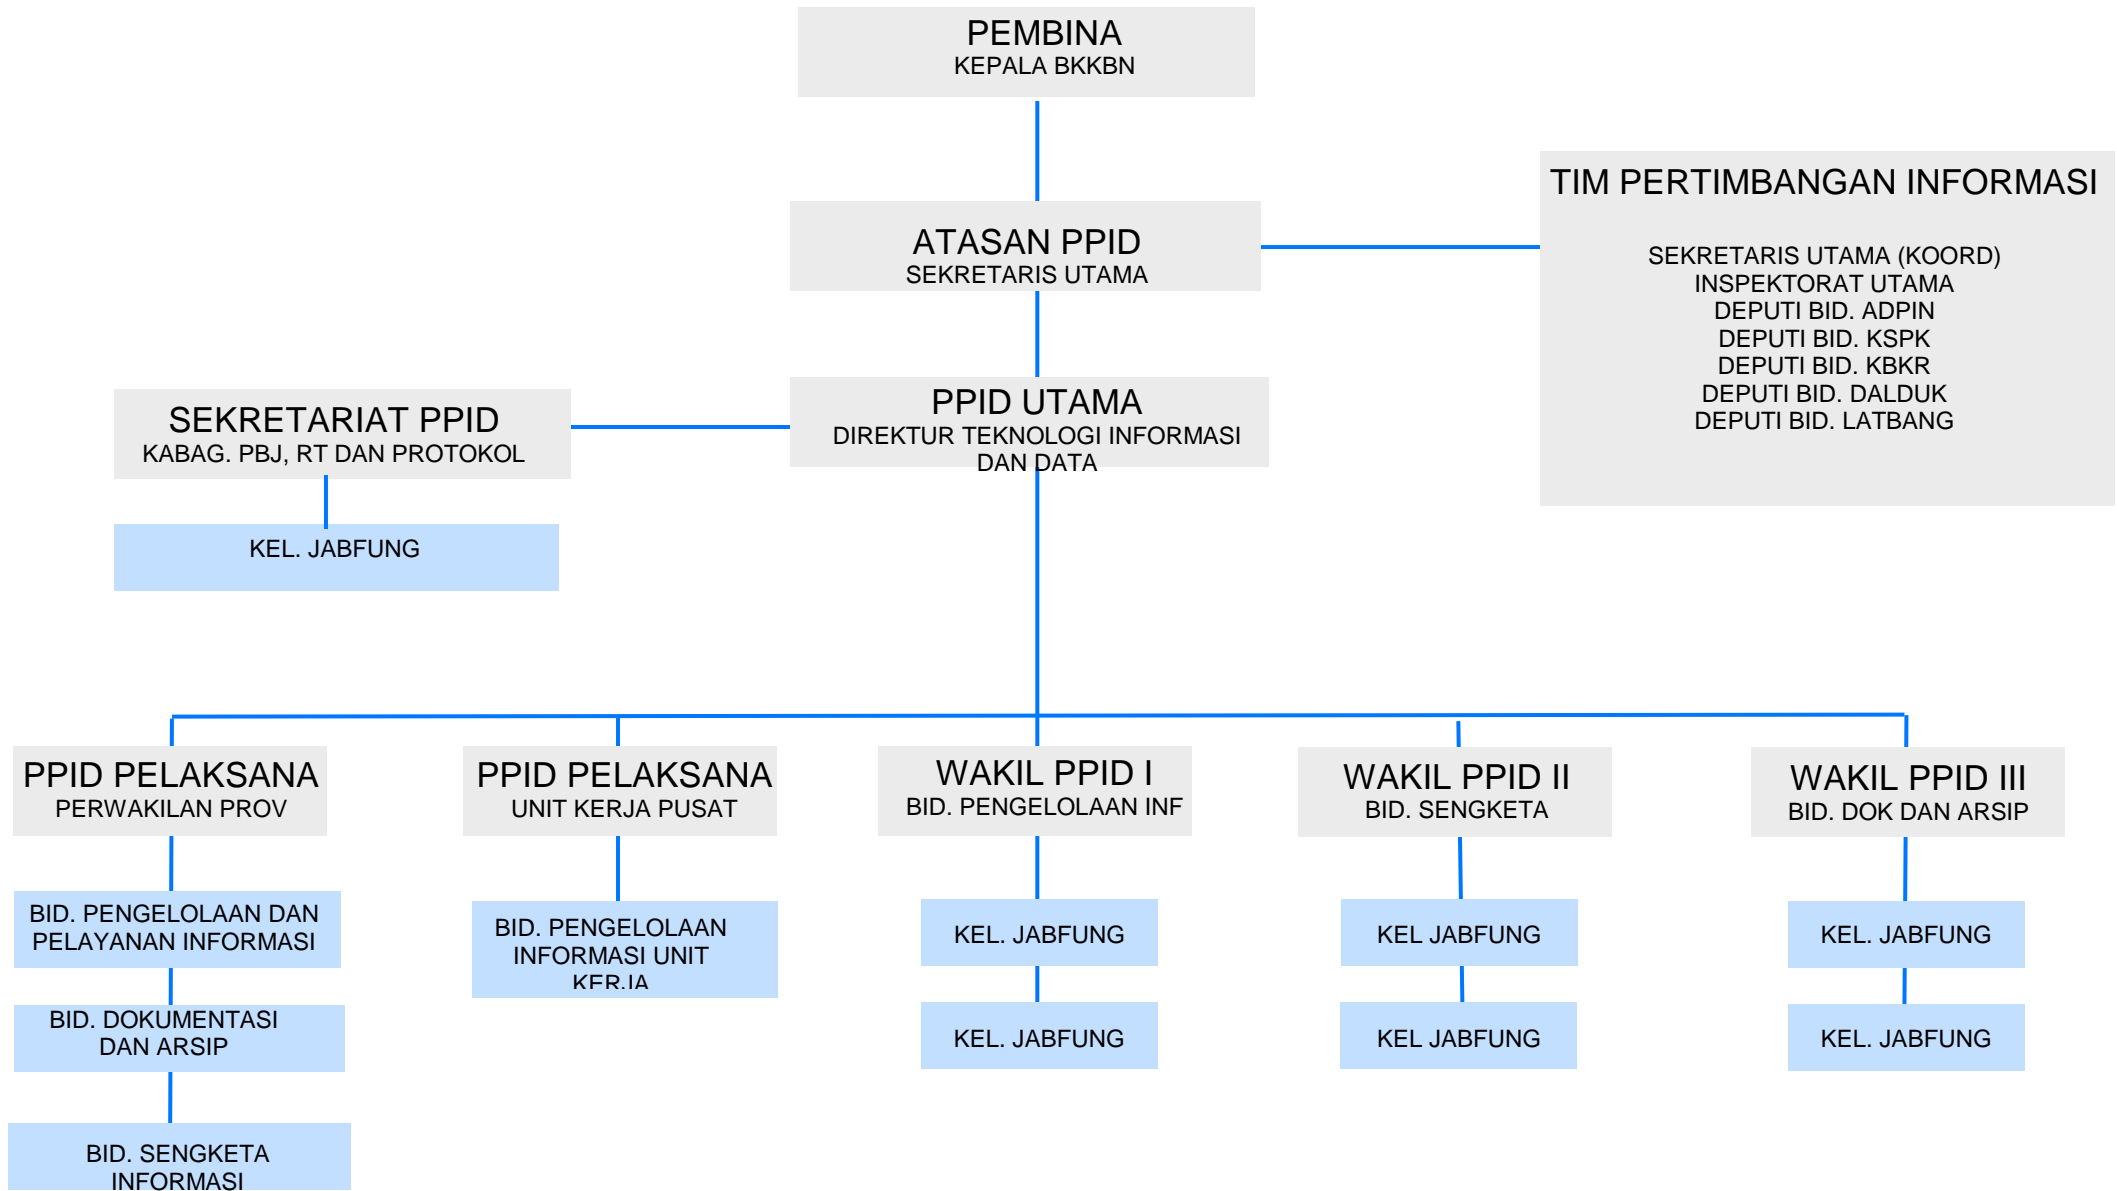 PEMBINA
KEPALA BKKBN
TIM PERTIMBANGAN INFORMASI
SEKRETARIS UTAMA (KOORD)
INSPEKTORAT UTAMA
DEPUTI BID. ADPIN
DEPUTI BID. KSPK
DEPUTI BID. KBKR
DEPUTI BID. DALDUK
DEPUTI BID. LATBANG
ATASAN PPID
SEKRETARIS UTAMA
PPID UTAMA
DIREKTUR TEKNOLOGI INFORMASI
DAN DATA
SEKRETARIAT PPID
KABAG. PBJ, RT DAN PROTOKOL
KEL. JABFUNG
PPID PELAKSANA
PERWAKILAN PROV
BID. PENGELOLAAN DAN
PELAYANAN INFORMASI
BID. DOKUMENTASI
DAN ARSIP
BID. SENGKETA
INFORMASI
PPID PELAKSANA
UNIT KERJA PUSAT
BID. PENGELOLAAN
INFORMASI UNIT
KERJA
WAKIL PPID I
BID. PENGELOLAAN INF
KEL. JABFUNG
KEL. JABFUNG
WAKIL PPID II
BID. SENGKETA
KEL JABFUNG
KEL JABFUNG
WAKIL PPID III
BID. DOK DAN ARSIP
KEL. JABFUNG
KEL. JABFUNG